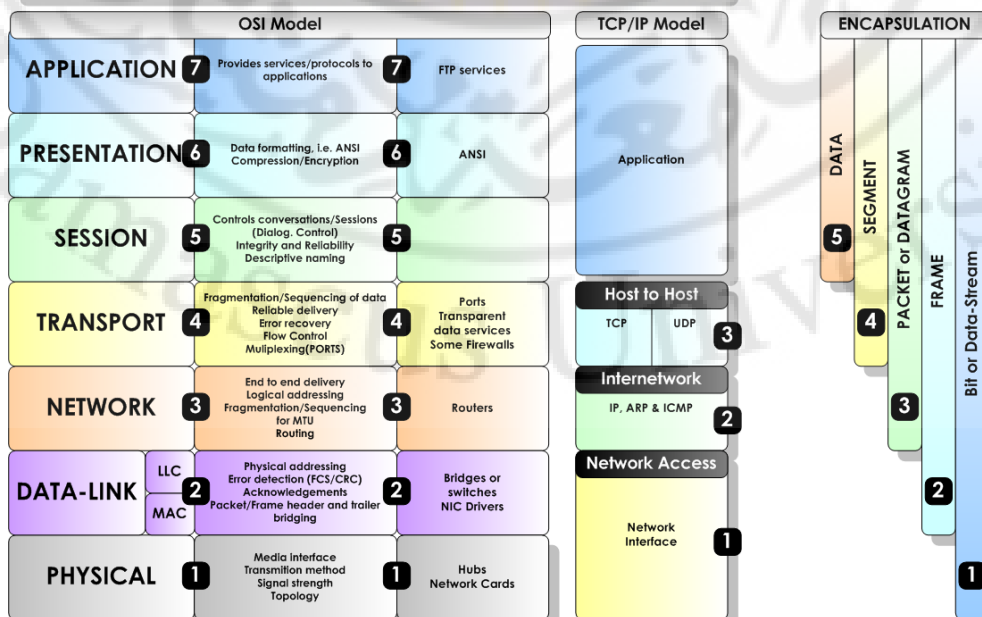 OSI Model
TCP/IP Model
ENCAPSULATION
APPLICATION
7
Provides services/protocols to
applications
7
FTP services
PRESENTATION
6
Data formatting, i.e. ANSI
Compression/Encryption
6
ANSI
SESSION
5
Controls conversations/Sessions
(Dialog. Control)
Integrity and Reliability
Descriptive naming
5
TRANSPORT
4
Fragmentation/Sequencing of data
Reliable delivery
Error recovery
Flow Control
Muliplexing(PORTS)
4
Ports
Transparent
data services
Some Firewalls
NETWORK
3
End to end delivery
Logical addressing
Fragmentation/Sequencing
for MTU
Routing
3
Routers
DATA-LINK
LLC
MAC
2
Physical addressing
Error detection (FCS/CRC)
Acknowledgements
Packet/Frame header and trailer
bridging
2
Bridges or
switches
NIC Drivers
PHYSICAL
1
Media interface
Transmition method
Signal strength
Topology
1
Hubs
Network Cards
Application
Host to Host
TCP
UDP
3
Internetwork
IP, ARP & ICMP
2
Network Access
Network
Interface
1
DATA
5
SEGMENT
4
PACKET or DATAGRAM
3
FRAME
2
Bit or Data-Stream
1